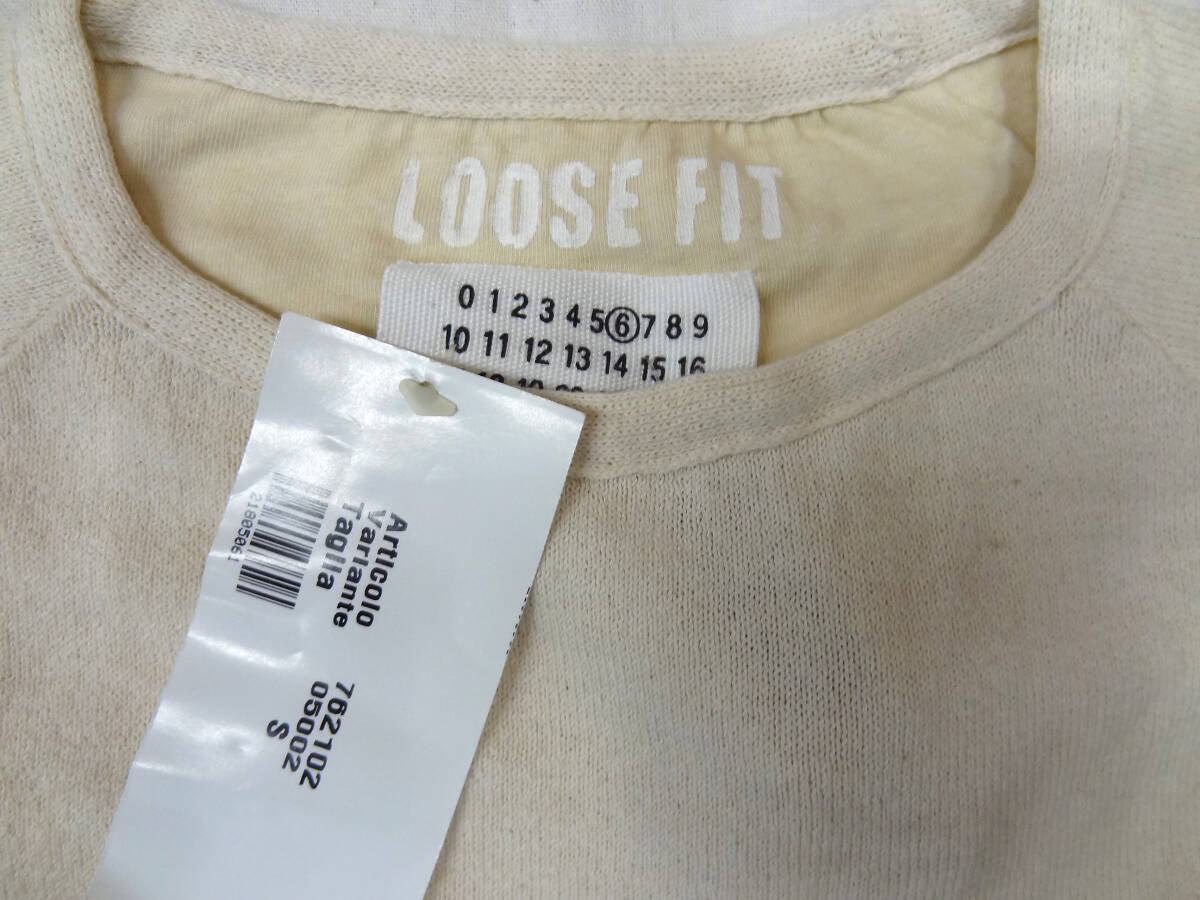 LOOSE FIT
0 1 2 3 4 5 6 7 8 9
10 11 12 13 14 15 16
Articolo 762102
Variante 05002
Taglia S
21805061